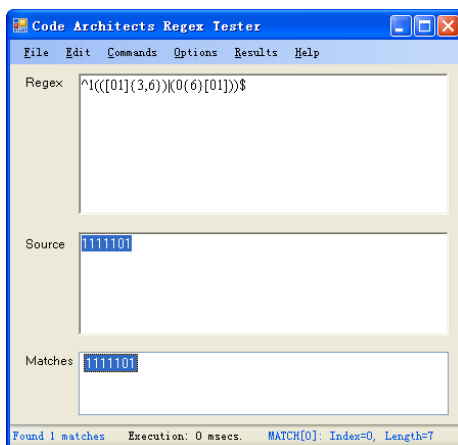 Code Architects Regex Tester
File Edit Commands Options Results Help
Regex
^1(([01]{3,6})|(0{6}[01]))$
Source
1111101
Matches
1111101
Found 1 matches Execution: 0 msecs. MATCH[0]: Index=0, Length=7